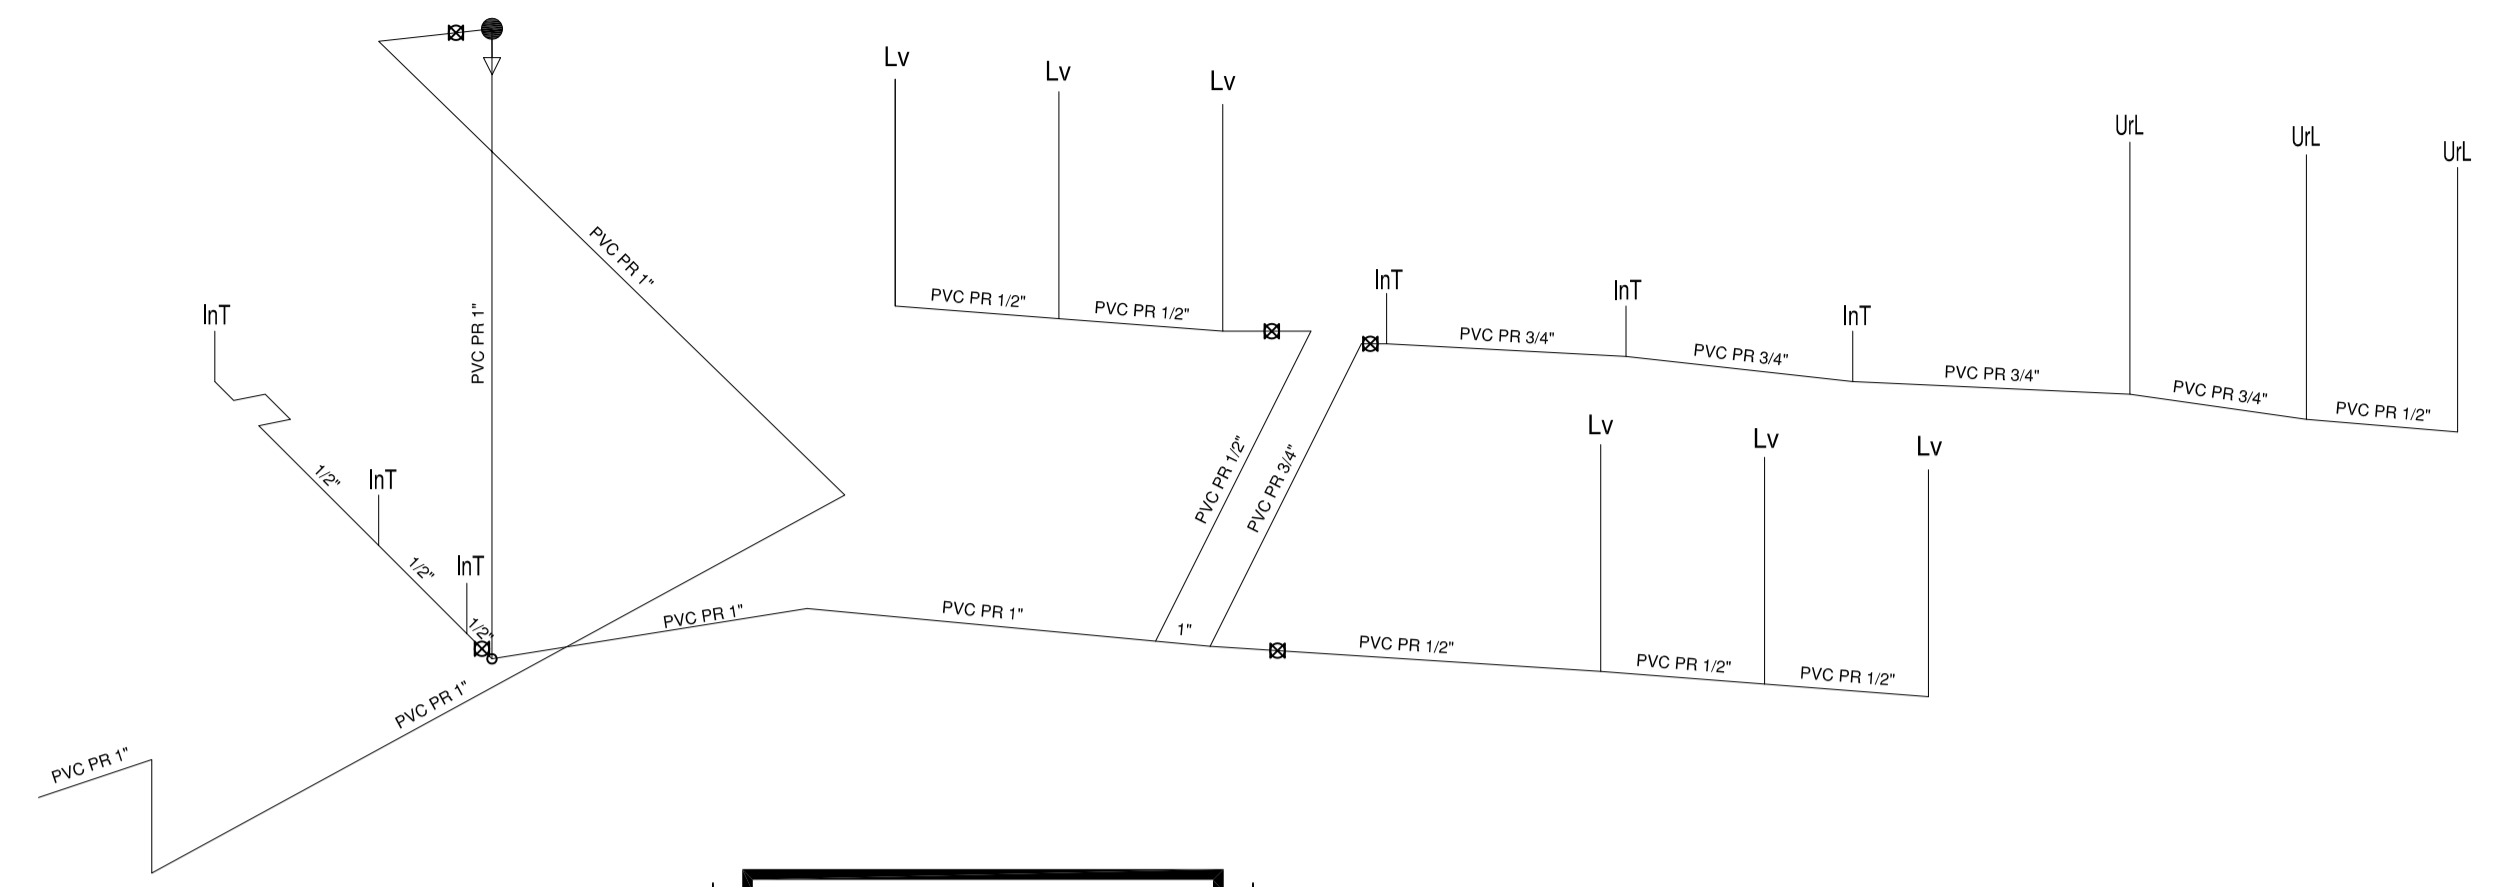 Lv
Lv
Lv
UrL
UrL
UrL
PVC PR 1"
InT
InT
InT
InT
PVC PR 1"
PVC PR 1/2"
PVC PR 1/2"
PVC PR 3/4"
PVC PR 3/4"
PVC PR 3/4"
PVC PR 3/4"
PVC PR 1/2"
Lv
Lv
Lv
1/2"
InT
PVC PR 1/2"
PVC PR 3/4"
InT
1/2"
1/2"
PVC PR 1"
PVC PR 1"
1"
PVC PR 1/2"
PVC PR 1/2"
PVC PR 1/2"
PVC PR 1"
PVC PR 1"